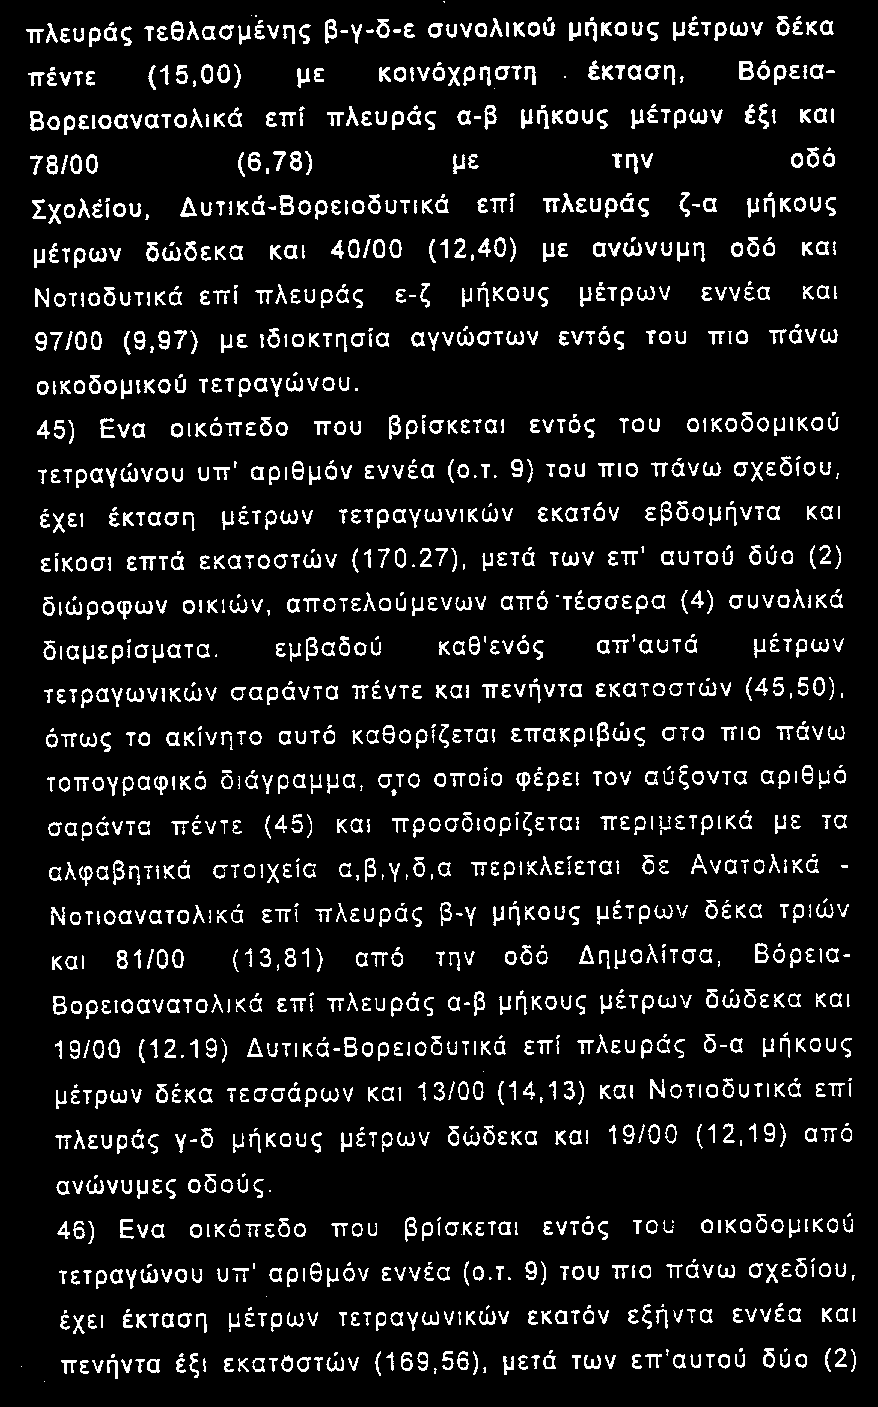 πλευράς τεθλασμένης β-γ-δ-ε συνολικού μήκους μέτρων δέκα
πέντε (15,00) με κοινόχρηστη . έκταση, Βόρεια-
Βορειοανατολικά επί πλευράς α-β μήκους μέτρων έξι και
78/00 (6,78) με την οδό
Σχολείου, Δυτικά-Βορειοδυτικά επί πλευράς ζ-α μήκους
μέτρων δώδεκα και 40/00 (12,40) με ανώνυμη οδό και
Νοτιοδυτικά επί πλευράς ε-ζ μήκους μέτρων εννέα και
97/00 (9,97) με ιδιοκτησία αγνώστων εντός του πιο πάνω
οικοδομικού τετραγώνου.
45) Ενα οικόπεδο που βρίσκεται εντός του οικοδομικού
τετραγώνου υπ' αριθμόν εννέα (ο.τ. 9) του πιο πάνω σχεδίου,
έχει έκταση μέτρων τετραγωνικών εκατόν εβδομήντα και
είκοσι επτά εκατοστών (170.27), μετά των επ' αυτού δύο (2)
διώροφων οικιών, αποτελούμενων από τέσσερα (4) συνολικά
διαμερίσματα, εμβαδού καθ'ενός απ'αυτά μέτρων
τετραγωνικών σαράντα πέντε και πενήντα εκατοστών (45,50),
όπως το ακίνητο αυτό καθορίζεται επακριβώς στο πιο πάνω
τοπογραφικό διάγραμμα, στο οποίο φέρει τον αύξοντα αριθμό
σαράντα πέντε (45) και προσδιορίζεται περιμετρικά με τα
αλφαβητικά στοιχεία α,β,γ,δ,α περικλείεται δε Ανατολικά -
Νοτιοανατολικά επί πλευράς β-γ μήκους μέτρων δέκα τριών
και 81/00 (13,81) από την οδό Δημολίτσα, Βόρεια-
Βορειοανατολικά επί πλευράς α-β μήκους μέτρων δώδεκα και
19/00 (12.19) Δυτικά-Βορειοδυτικά επί πλευράς δ-α μήκους
μέτρων δέκα τεσσάρων και 13/00 (14,13) και Νοτιοδυτικά επί
πλευράς γ-δ μήκους μέτρων δώδεκα και 19/00 (12,19) από
ανώνυμες οδούς.
46) Ενα οικόπεδο που βρίσκεται εντός του οικοδομικού
τετραγώνου υπ' αριθμόν εννέα (ο.τ. 9) του πιο πάνω σχεδίου,
έχει έκταση μέτρων τετραγωνικών εκατόν εξήντα εννέα και
πενήντα έξι εκατοστών (169,56), μετά των επ'αυτού δύο (2)